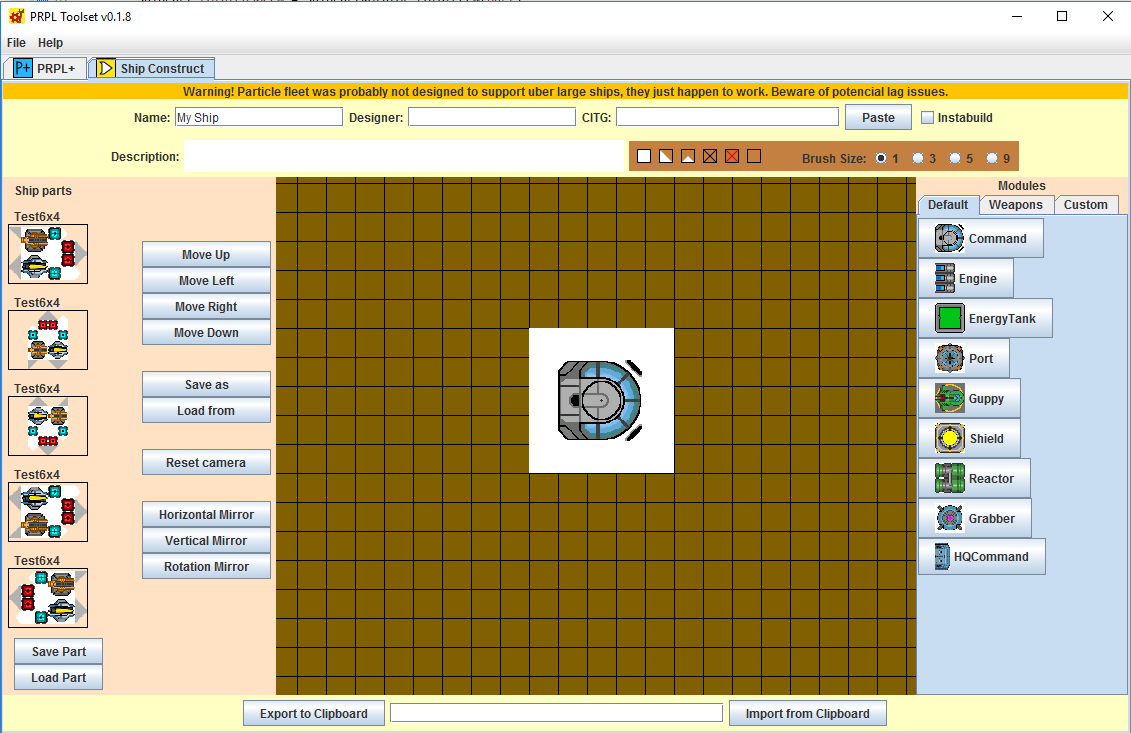 PRPL Toolset v0.1.8
File Help
P+ PRPL+ Ship Construct
Warning! Particle fleet was probably not designed to support uber large ships, they just happen to work. Beware of potencial lag issues.
Name: My Ship Designer: CITG: Paste Instabuild
Description: Brush Size: 1 3 5 9
Ship parts
Test6x4
Test6x4
Test6x4
Test6x4
Test6x4
Save Part
Load Part
Move Up
Move Left
Move Right
Move Down
Save as
Load from
Reset camera
Horizontal Mirror
Vertical Mirror
Rotation Mirror
Modules
Default Weapons Custom
Command
Engine
EnergyTank
Port
Guppy
Shield
Reactor
Grabber
HQCommand
Export to Clipboard Import from Clipboard